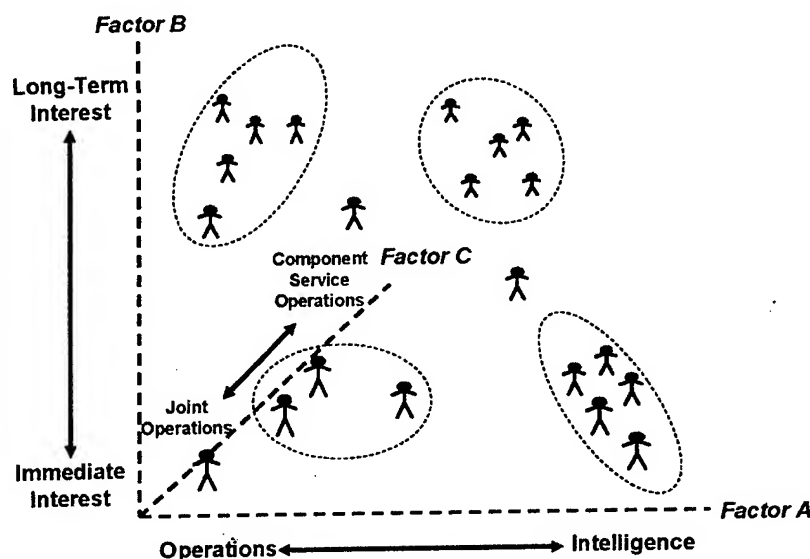 Factor B
Long-Term
Interest
Component
Service
Operations
Factor C
Joint
Operations
Immediate
Interest
Factor A
Operations
Intelligence